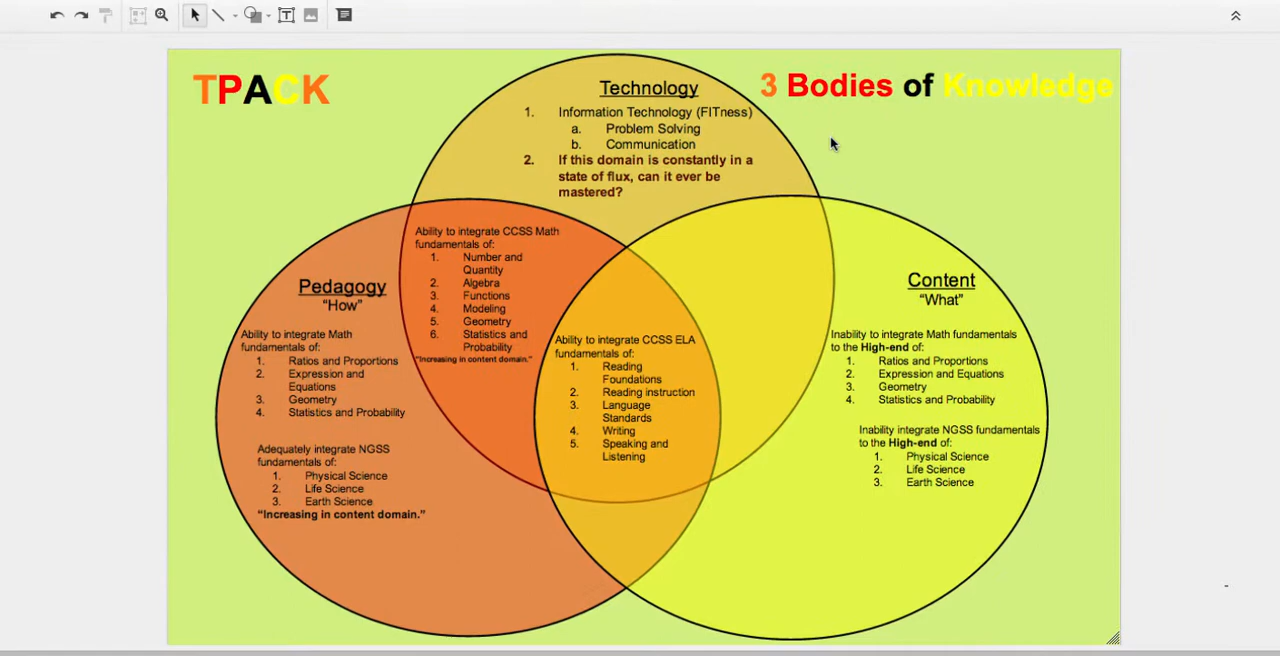 TPACK
3 Bodies of Knowledge
Technology
1. Information Technology (FITness)
a. Problem Solving
b. Communication
2. If this domain is constantly in a
state of flux, can it ever be
mastered?
Ability to integrate CCSS Math
fundamentals of:
1. Number and
Quantity
2. Algebra
3. Functions
4. Modeling
5. Geometry
6. Statistics and
Probability
"Increasing in content domain."
Pedagogy
"How"
Ability to integrate Math
fundamentals of:
1. Ratios and Proportions
2. Expression and
Equations
3. Geometry
4. Statistics and Probability
Adequately integrate NGSS
fundamentals of:
1. Physical Science
2. Life Science
3. Earth Science
"Increasing in content domain."
Ability to integrate CCSS ELA
fundamentals of:
1. Reading
Foundations
2. Reading instruction
3. Language
Standards
4. Writing
5. Speaking and
Listening
Content
"What"
Inability to integrate Math fundamentals
to the High-end of:
1. Ratios and Proportions
2. Expression and Equations
3. Geometry
4. Statistics and Probability
Inability integrate NGSS fundamentals
to the High-end of:
1. Physical Science
2. Life Science
3. Earth Science